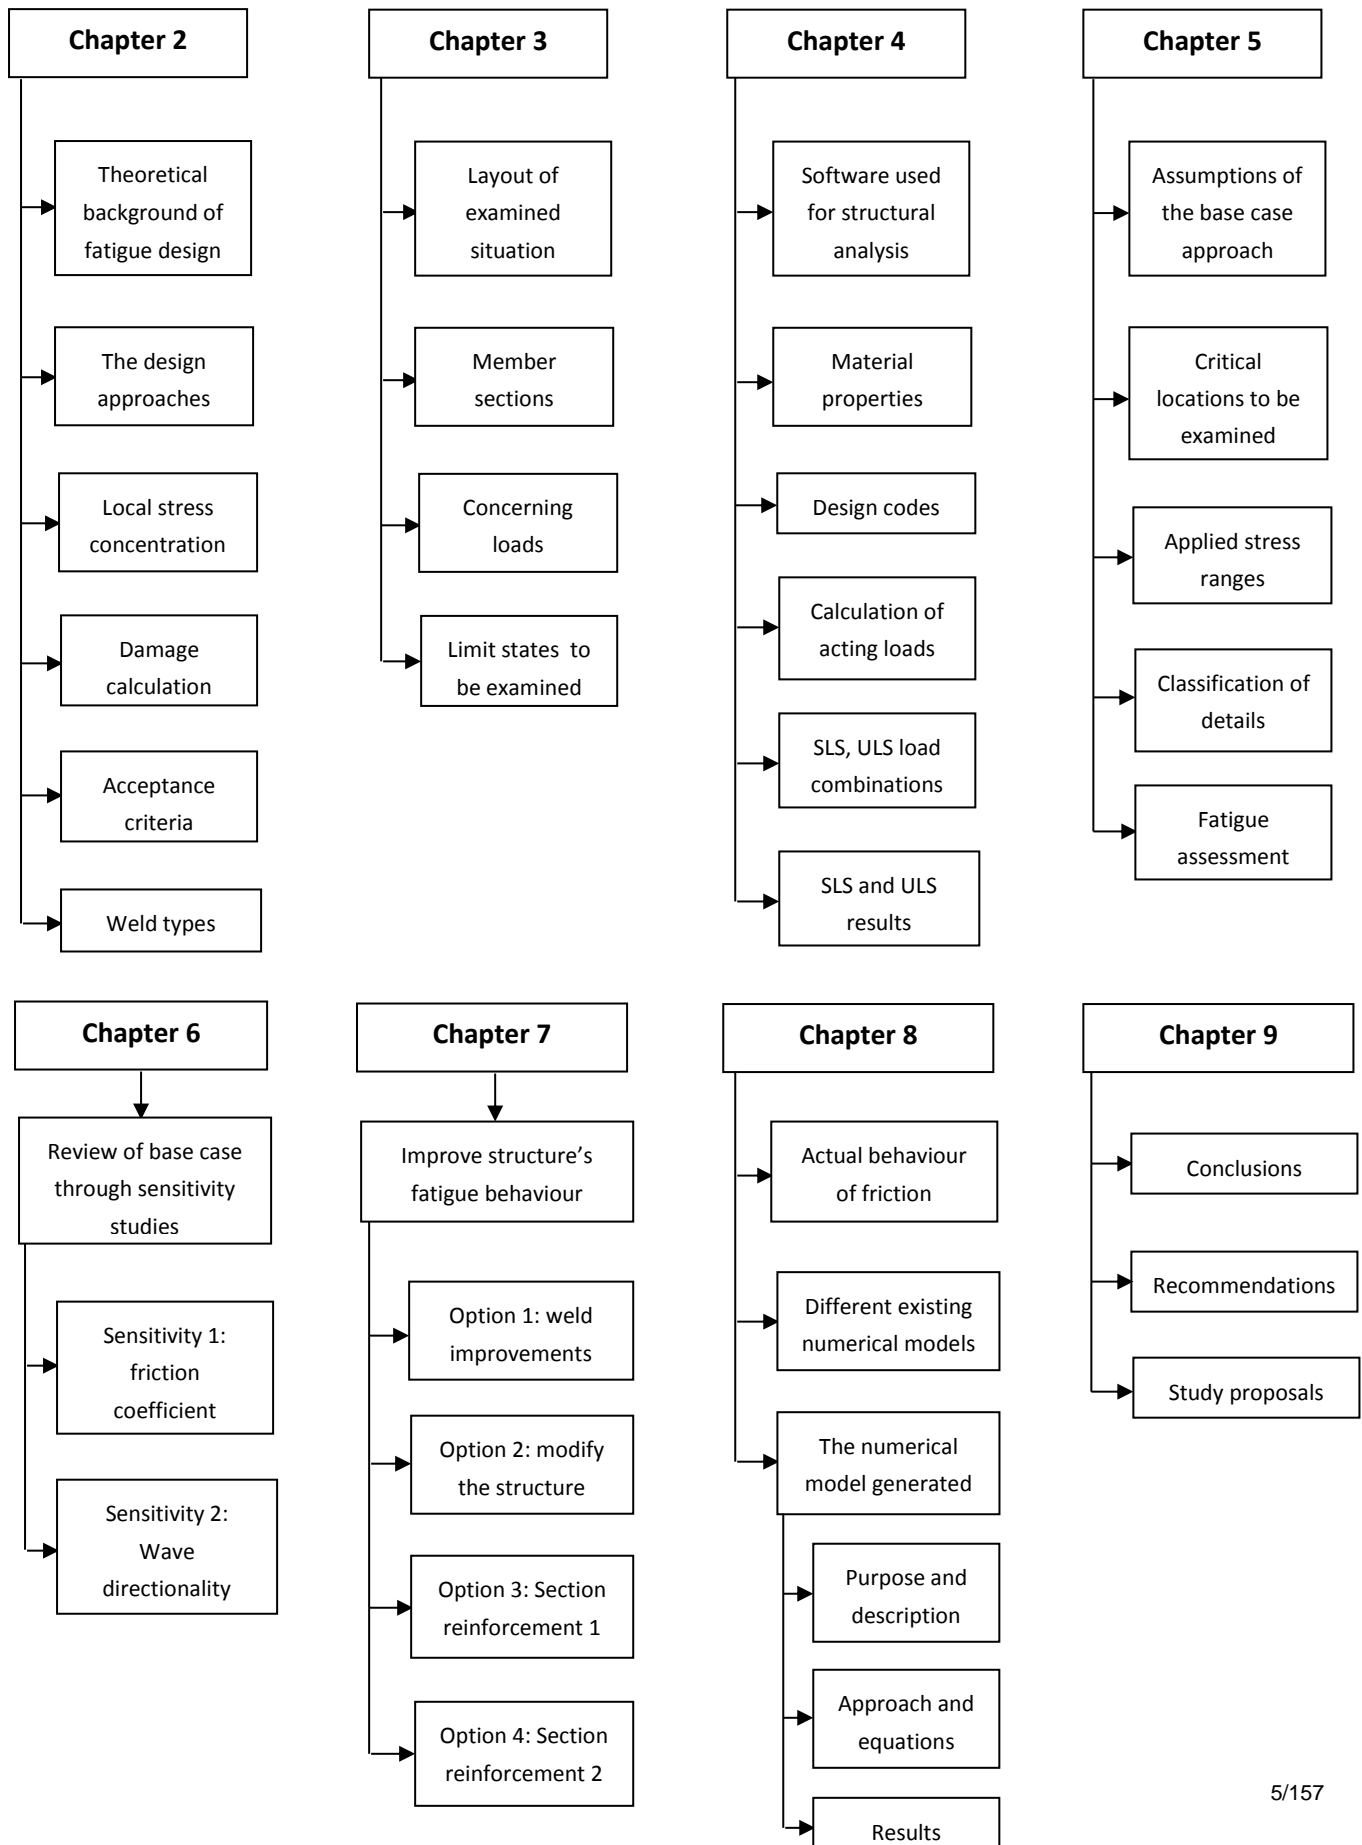 Chapter 2
Theoretical
background of
fatigue design
The design
approaches
Local stress
concentration
Damage
calculation
Acceptance
criteria
Weld types
Chapter 3
Layout of
examined
situation
Member
sections
Concerning
loads
Limit states to
be examined
Chapter 4
Software used
for structural
analysis
Material
properties
Design codes
Calculation of
acting loads
SLS, ULS load
combinations
SLS and ULS
results
Chapter 5
Assumptions of
the base case
approach
Critical
locations to be
examined
Applied stress
ranges
Classification of
details
Fatigue
assessment
Chapter 6
Review of base case
through sensitivity
studies
Sensitivity 1:
friction
coefficient
Sensitivity 2:
Wave
directionality
Chapter 7
Improve structure’s
fatigue behaviour
Option 1: weld
improvements
Option 2: modify
the structure
Option 3: Section
reinforcement 1
Option 4: Section
reinforcement 2
Chapter 8
Actual behaviour
of friction
Different existing
numerical models
The numerical
model generated
Purpose and
description
Approach and
equations
Results
Chapter 9
Conclusions
Recommendations
Study proposals
5/157